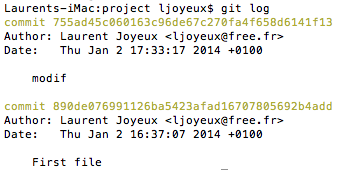 Laurents-iMac:project ljoyeux$ git log
commit 755ad45c060163c96de67c270fa4f658d6141f13
Author: Laurent Joyeux <ljoyeux@free.fr>
Date:   Thu Jan 2 17:33:17 2014 +0100
modif
commit 890de076991126ba5423afad16707805692b4add
Author: Laurent Joyeux <ljoyeux@free.fr>
Date:   Thu Jan 2 16:37:07 2014 +0100
First file